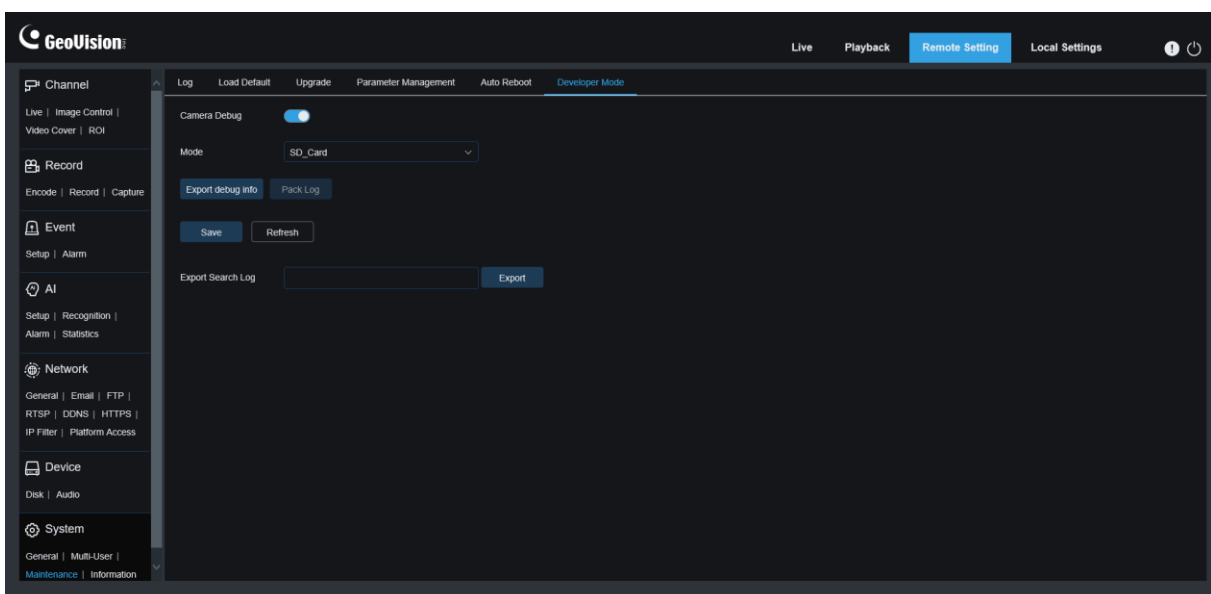 GeoVision
Live Playback Remote Setting Local Settings
Channel
Live | Image Control |
Video Cover | ROI
Record
Encode | Record | Capture
Event
Setup | Alarm
AI
Setup | Recognition |
Alarm | Statistics
Network
General | Email | FTP |
RTSP | DDNS | HTTPS |
IP Filter | Platform Access
Device
Disk | Audio
System
General | Multi-User |
Maintenance | Information
Log Load Default Upgrade Parameter Management Auto Reboot Developer Mode
Camera Debug
Mode SD_Card
Export debug info Pack Log
Save Refresh
Export Search Log Export